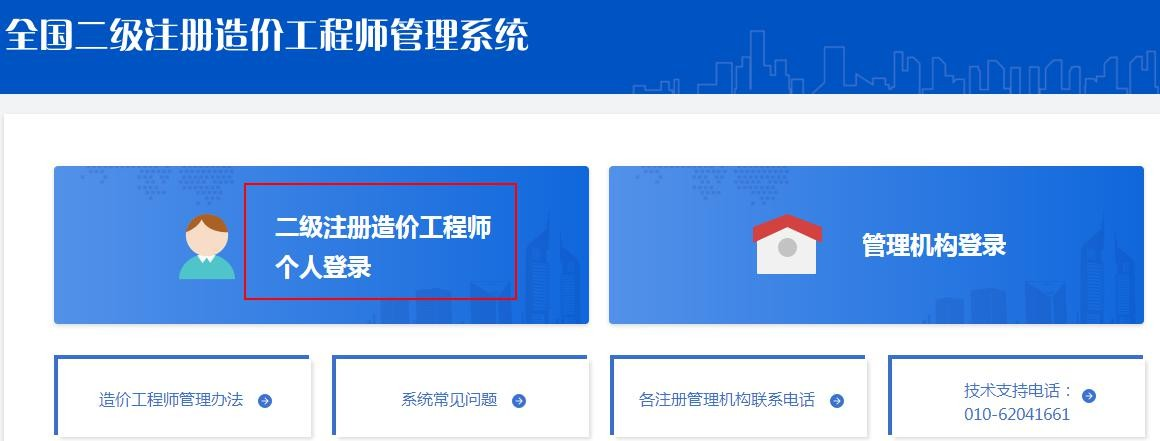 全国二级注册造价工程师管理系统
二级注册造价工程师
个人登录
管理机构登录
造价工程师管理办法
系统常见问题
各注册管理机构联系电话
技术支持电话：
010-62041661